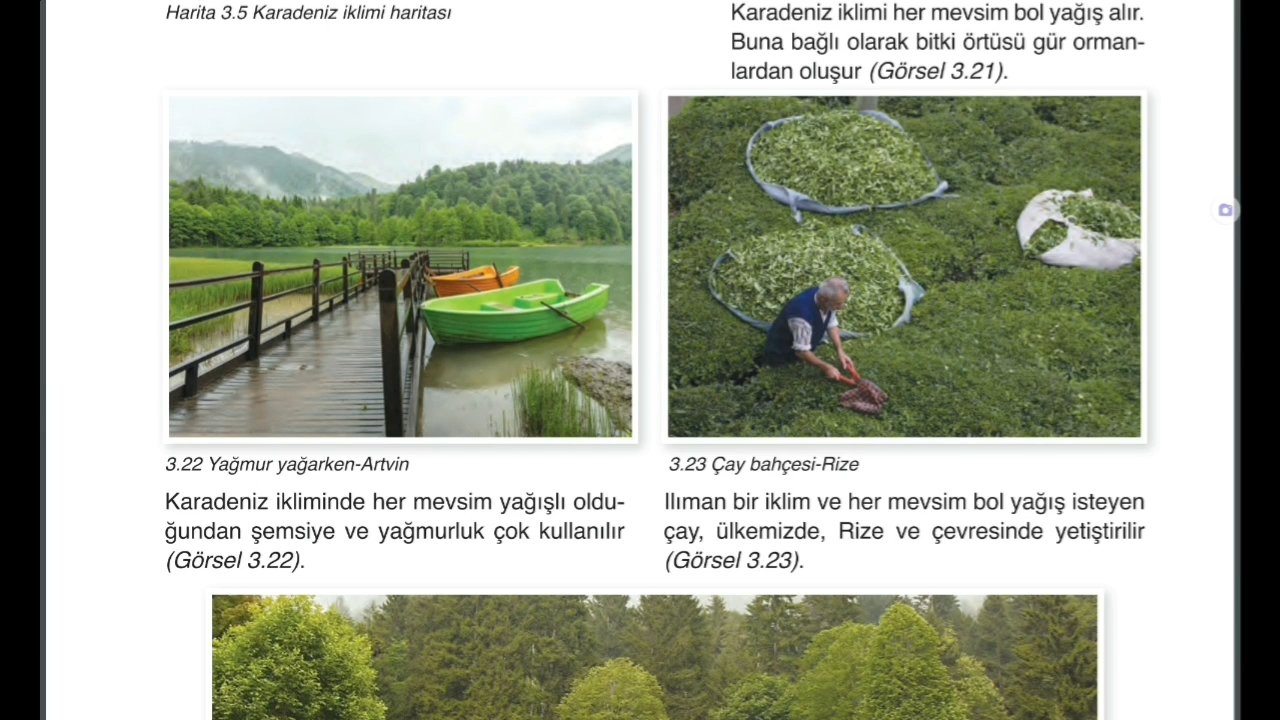 Harita 3.5 Karadeniz iklimi haritası
Karadeniz iklimi her mevsim bol yağış alır.
Buna bağlı olarak bitki örtüsü gür orman-
lardan oluşur (Görsel 3.21).
3.22 Yağmur yağarken-Artvin
Karadeniz ikliminde her mevsim yağışlı oldu-
ğundan şemsiye ve yağmurluk çok kullanılır
(Görsel 3.22).
3.23 Çay bahçesi-Rize
Ilıman bir iklim ve her mevsim bol yağış isteyen
çay, ülkemizde, Rize ve çevresinde yetiştirilir
(Görsel 3.23).